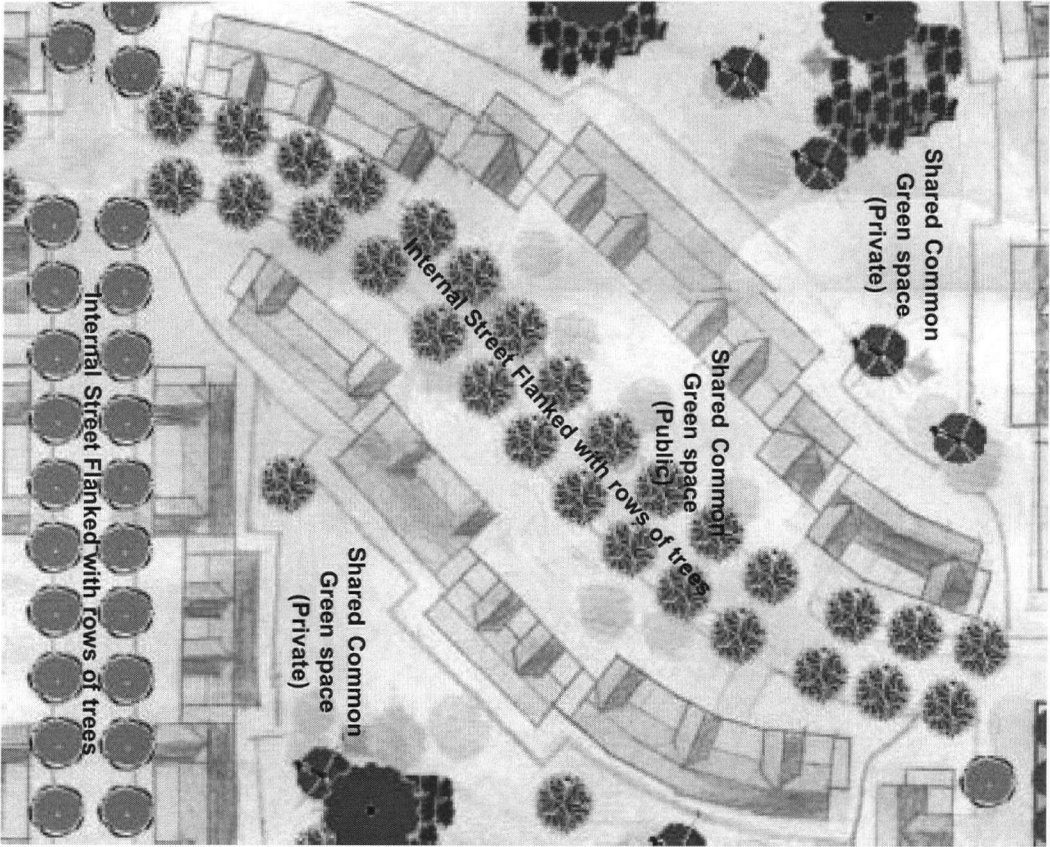 Shared Common
Green space
(Private)
Internal Street Flanked with rows of trees
Shared Common
Green space
(Public)
Internal Street Flanked with rows of trees
Shared Common
Green space
(Private)